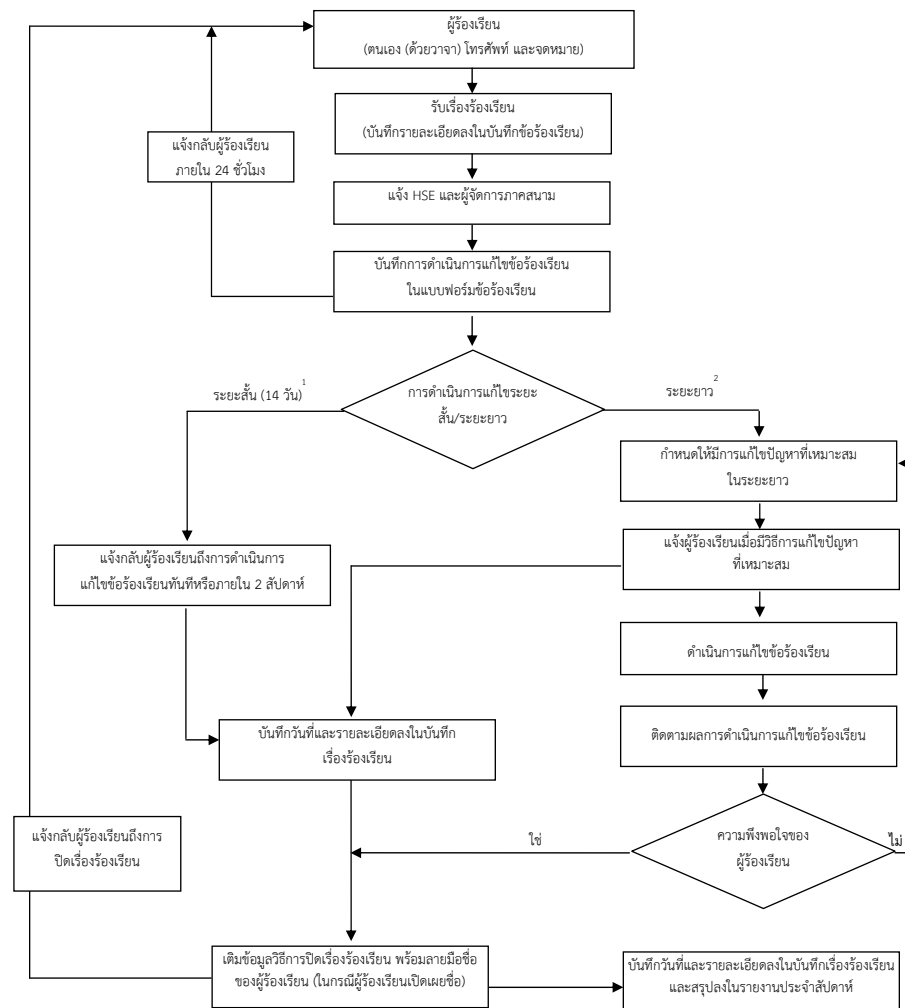 ผู้ร้องเรียน
(ตนเอง (ด้วยวาจา) โทรศัพท์ และจดหมาย)
รับเรื่องร้องเรียน
(บันทึกรายละเอียดลงในบันทึกข้อร้องเรียน)
แจ้งกลับผู้ร้องเรียน
ภายใน 24 ชั่วโมง
แจ้ง HSE และผู้จัดการภาคสนาม
บันทึกการดำเนินการแก้ไขข้อร้องเรียน
ในแบบฟอร์มข้อร้องเรียน
ระยะสั้น (14 วัน)1
การดำเนินการแก้ไขระยะ
สั้น/ระยะยาว
ระยะยาว2
กำหนดให้มีการแก้ไขปัญหาที่เหมาะสม
ในระยะยาว
แจ้งกลับผู้ร้องเรียนถึงการดำเนินการ
แก้ไขข้อร้องเรียนทันทีหรือภายใน 2 สัปดาห์
แจ้งผู้ร้องเรียนเมื่อมีวิธีการแก้ไขปัญหา
ที่เหมาะสม
ดำเนินการแก้ไขข้อร้องเรียน
บันทึกวันที่และรายละเอียดลงในบันทึก
เรื่องร้องเรียน
ติดตามผลการดำเนินการแก้ไขข้อร้องเรียน
แจ้งกลับผู้ร้องเรียนถึงการ
ปิดเรื่องร้องเรียน
ใช่
ความพึงพอใจของ
ผู้ร้องเรียน
ไม่
เติมข้อมูลวิธีการปิดเรื่องร้องเรียน พร้อมลายมือชื่อ
ของผู้ร้องเรียน (ในกรณีผู้ร้องเรียนเปิดเผยชื่อ)
บันทึกวันที่และรายละเอียดลงในบันทึกเรื่องร้องเรียน
และสรุปลงในรายงานประจำสัปดาห์